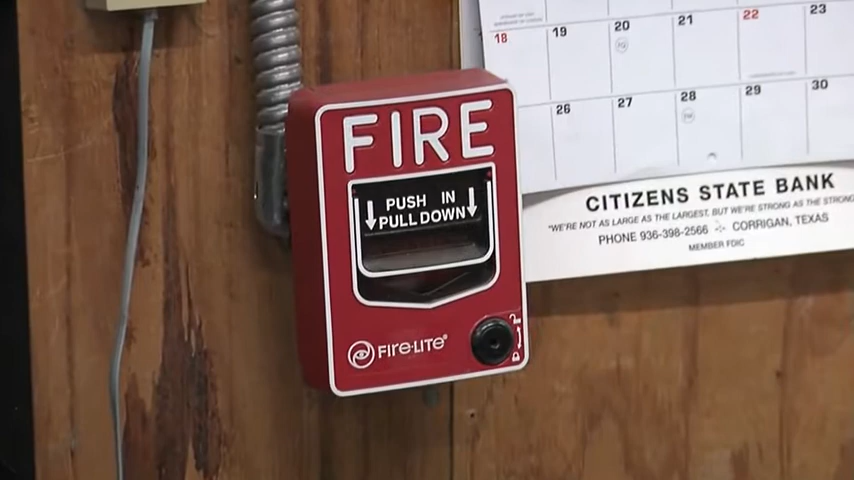 FIRE
PUSH IN
PULL DOWN
FIRE-LITE®
18 19 20 21 22 23
26 27 28 29 30
CITIZENS STATE BANK
"WE'RE NOT AS LARGE AS THE LARGEST, BUT WE'RE STRONG AS THE STRONG
PHONE 936-398-2566 CORRIGAN, TEXAS
MEMBER FDIC